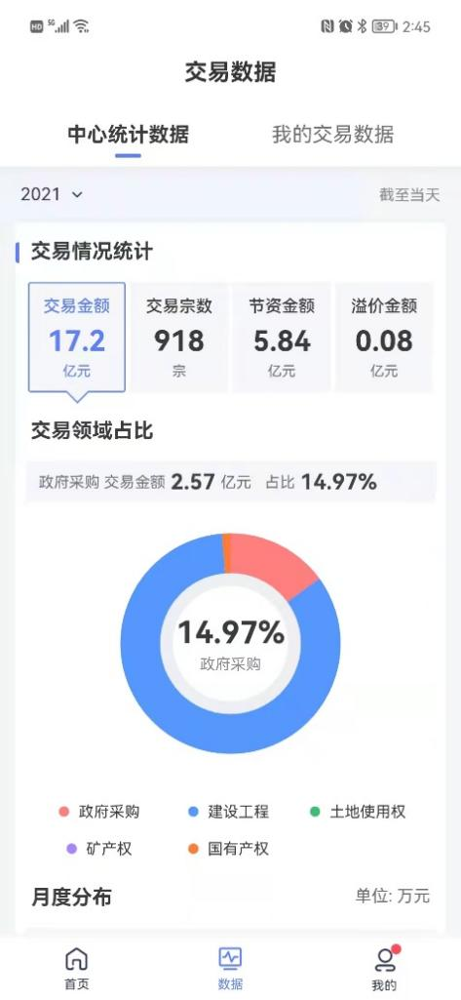 HD 5G 39 2:45
交易数据
中心统计数据 我的交易数据
2021 截至当天
交易情况统计
交易金额 交易宗数 节资金额 溢价金额
17.2 918 5.84 0.08
亿元 宗 亿元 亿元
交易领域占比
政府采购 交易金额 2.57 亿元 占比 14.97%
14.97%
政府采购
政府采购 建设工程 土地使用权
矿产权 国有产权
月度分布 单位: 万元
首页 数据 我的